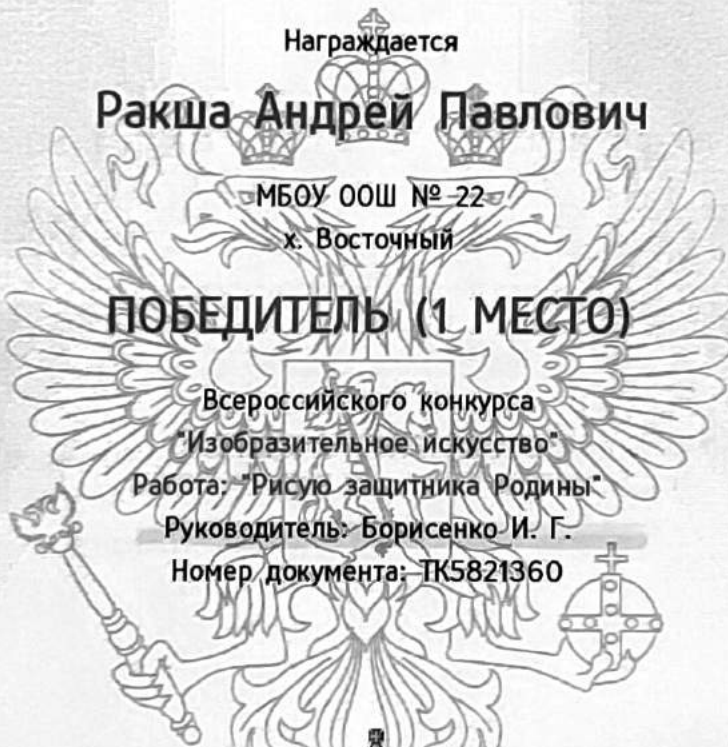 Награждается
Ракша Андрей Павлович
МБОУ ООШ № 22
х. Восточный
ПОБЕДИТЕЛЬ (1 МЕСТО)
Всероссийского конкурса
"Изобразительное искусство"
Работа: "Рисую защитника Родины"
Руководитель: Борисенко И. Г.
Номер документа: ТК5821360